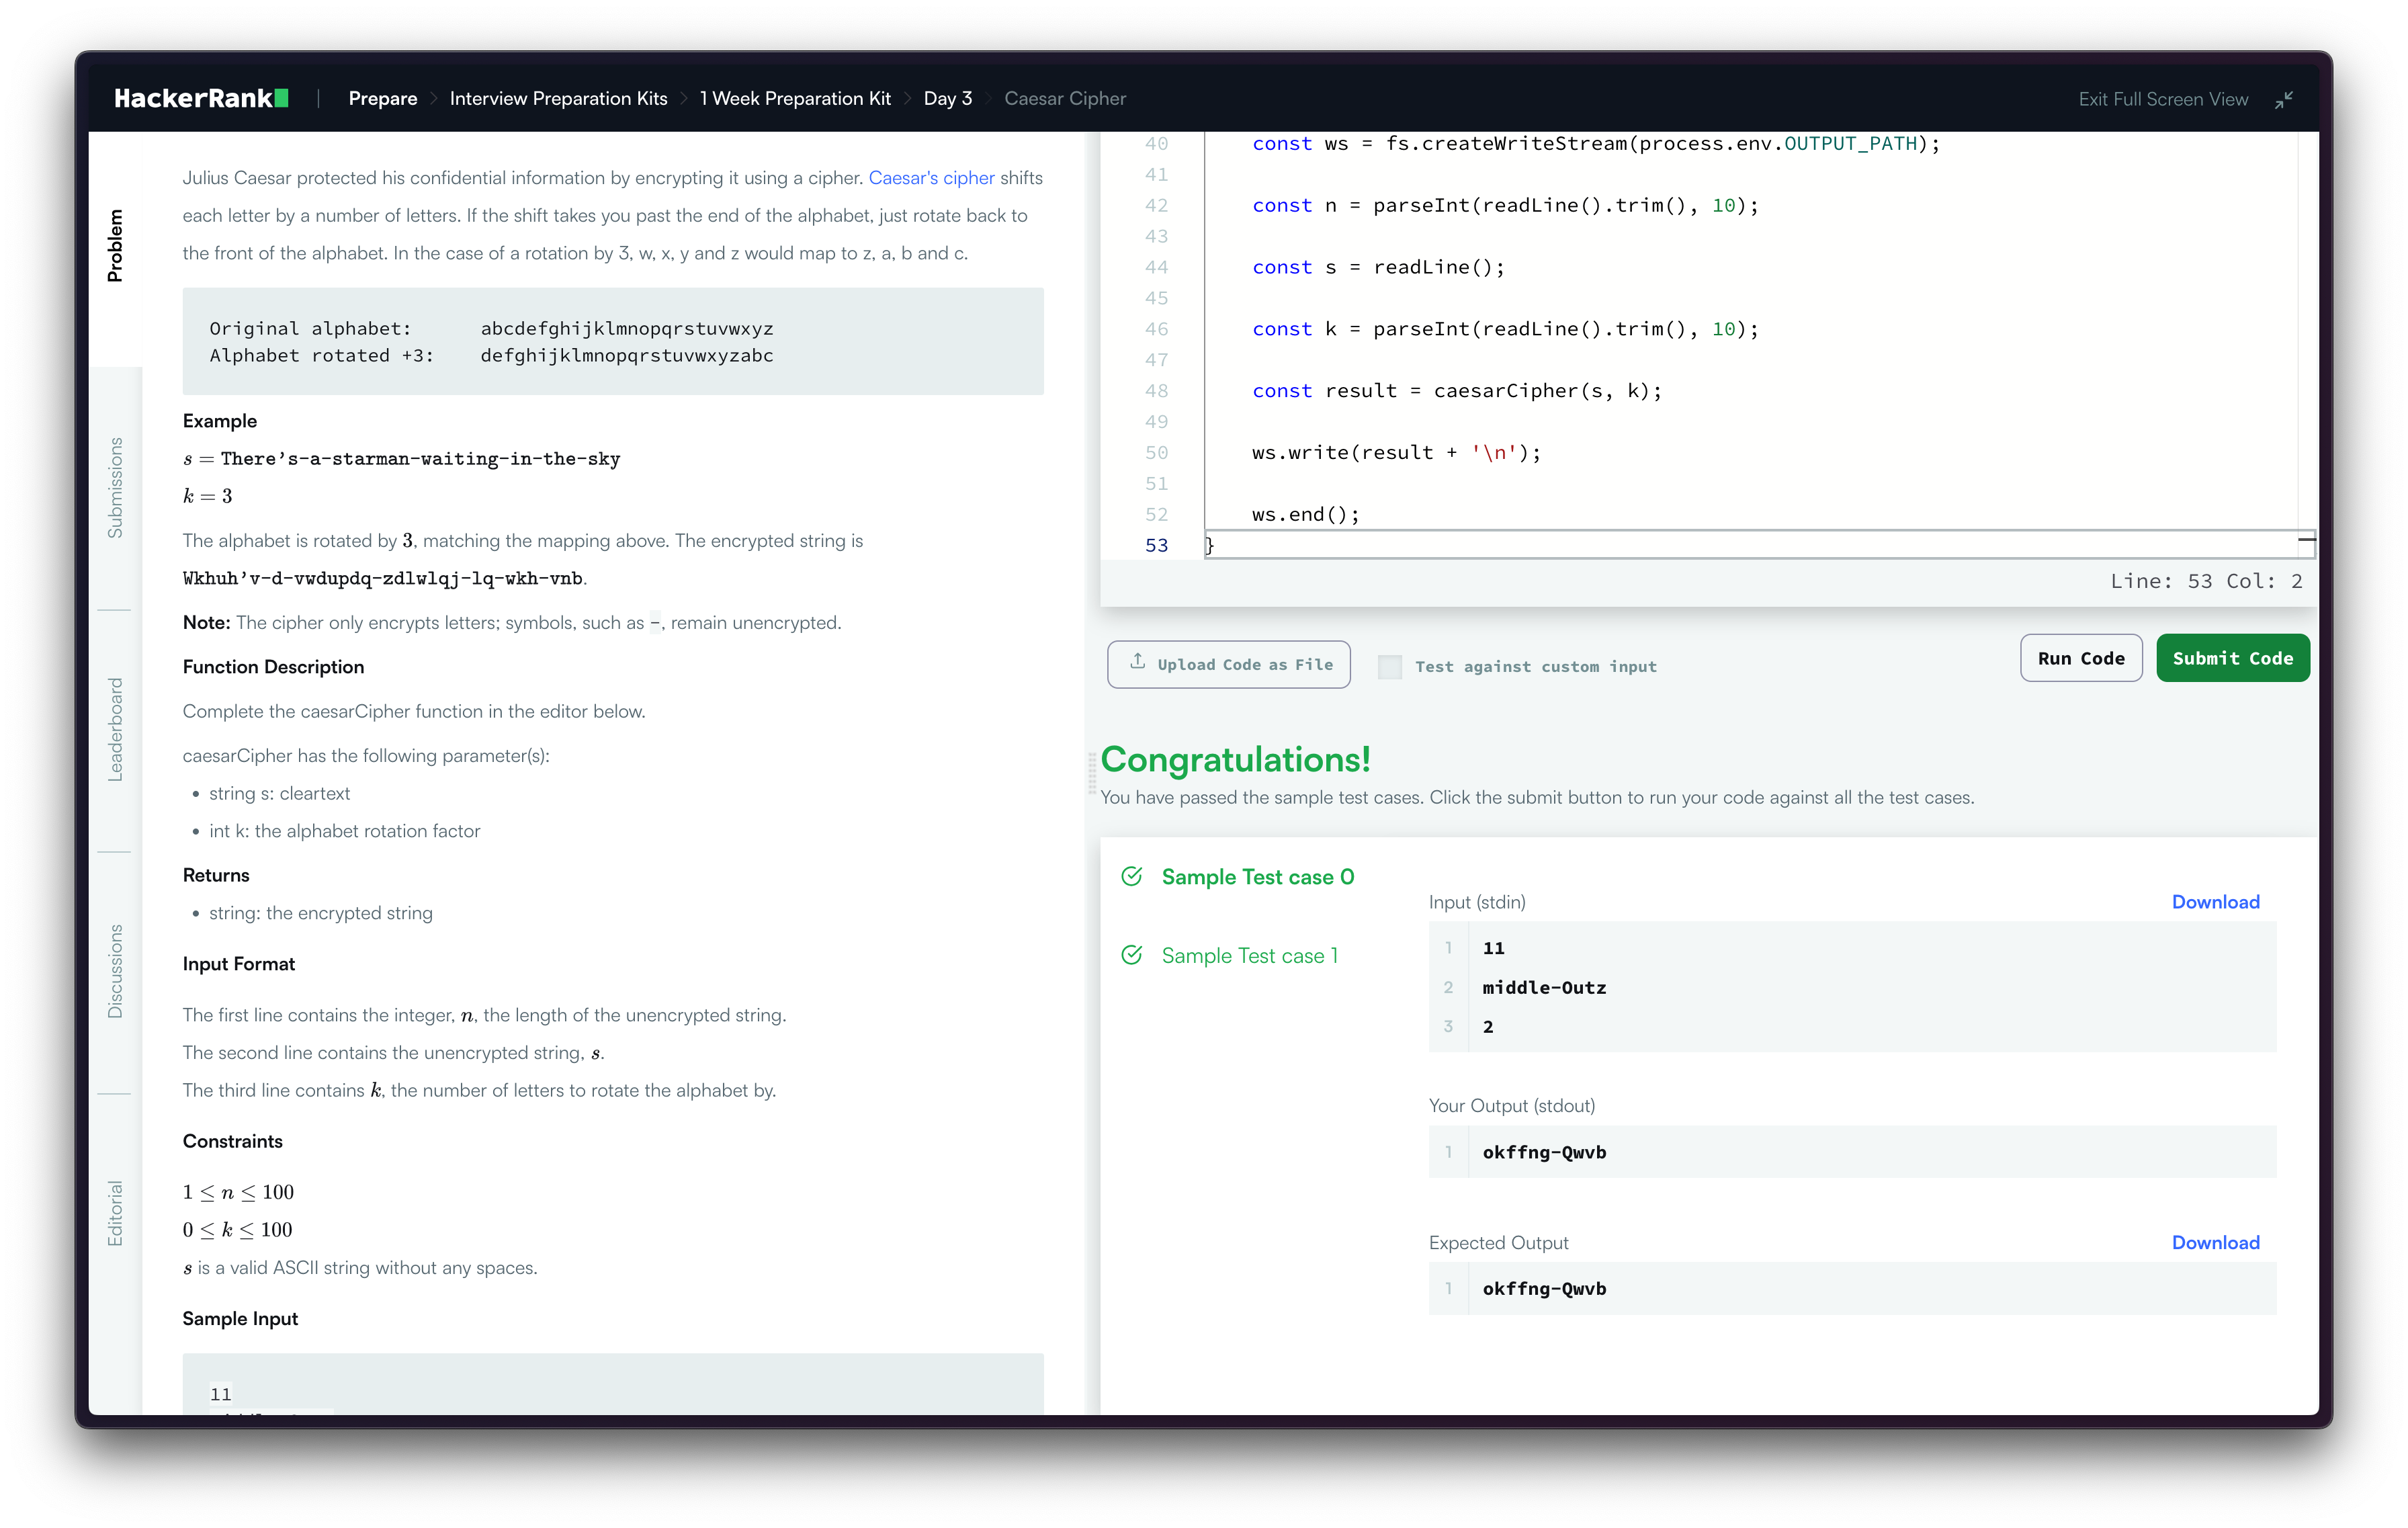 HackerRank | Prepare > Interview Preparation Kits > 1 Week Preparation Kit > Day 3 > Caesar Cipher
Exit Full Screen View
Problem
Submissions
Leaderboard
Discussions
Editorial
Julius Caesar protected his confidential information by encrypting it using a cipher. Caesar's cipher shifts
each letter by a number of letters. If the shift takes you past the end of the alphabet, just rotate back to
the front of the alphabet. In the case of a rotation by 3, w, x, y and z would map to z, a, b and c.
Original alphabet:      abcdefghijklmnopqrstuvwxyz
Alphabet rotated +3:    defghijklmnopqrstuvwxyzabc
Example
s = There's-a-starman-waiting-in-the-sky
k = 3
The alphabet is rotated by 3, matching the mapping above. The encrypted string is
Wkhuh'v-d-vwdupdq-zdlwlqj-lq-wkh-vnb.
Note: The cipher only encrypts letters; symbols, such as -, remain unencrypted.
Function Description
Complete the caesarCipher function in the editor below.
caesarCipher has the following parameter(s):
• string s: cleartext
• int k: the alphabet rotation factor
Returns
• string: the encrypted string
Input Format
The first line contains the integer, n, the length of the unencrypted string.
The second line contains the unencrypted string, s.
The third line contains k, the number of letters to rotate the alphabet by.
Constraints
1 ≤ n ≤ 100
0 ≤ k ≤ 100
s is a valid ASCII string without any spaces.
Sample Input
11
40 const ws = fs.createWriteStream(process.env.OUTPUT_PATH);
41
42 const n = parseInt(readLine().trim(), 10);
43
44 const s = readLine();
45
46 const k = parseInt(readLine().trim(), 10);
47
48 const result = caesarCipher(s, k);
49
50 ws.write(result + '\n');
51
52 ws.end();
53 }
Line: 53 Col: 2
Upload Code as File
Test against custom input
Run Code
Submit Code
Congratulations!
You have passed the sample test cases. Click the submit button to run your code against all the test cases.
Sample Test case 0
Sample Test case 1
Input (stdin)
Download
1 11
2 middle-Outz
3 2
Your Output (stdout)
1 okffng-Qwvb
Expected Output
Download
1 okffng-Qwvb